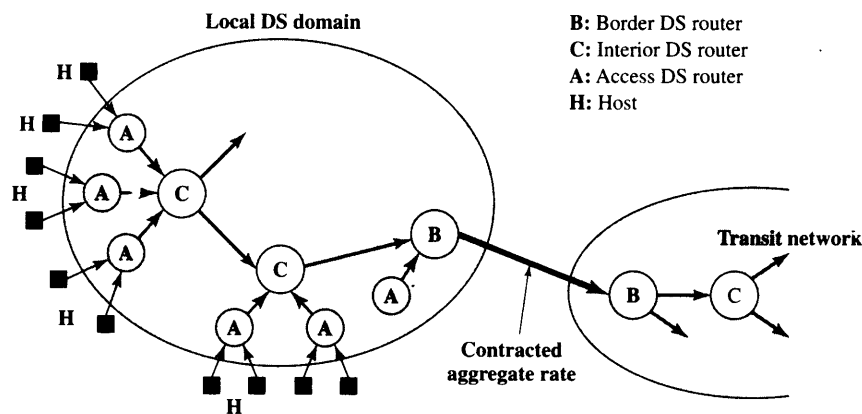 Local DS domain
B: Border DS router
C: Interior DS router
A: Access DS router
H: Host
H
A
H
A
C
H
B
A
Transit network
C
A
B
C
H
A
A
Contracted
aggregate rate
H